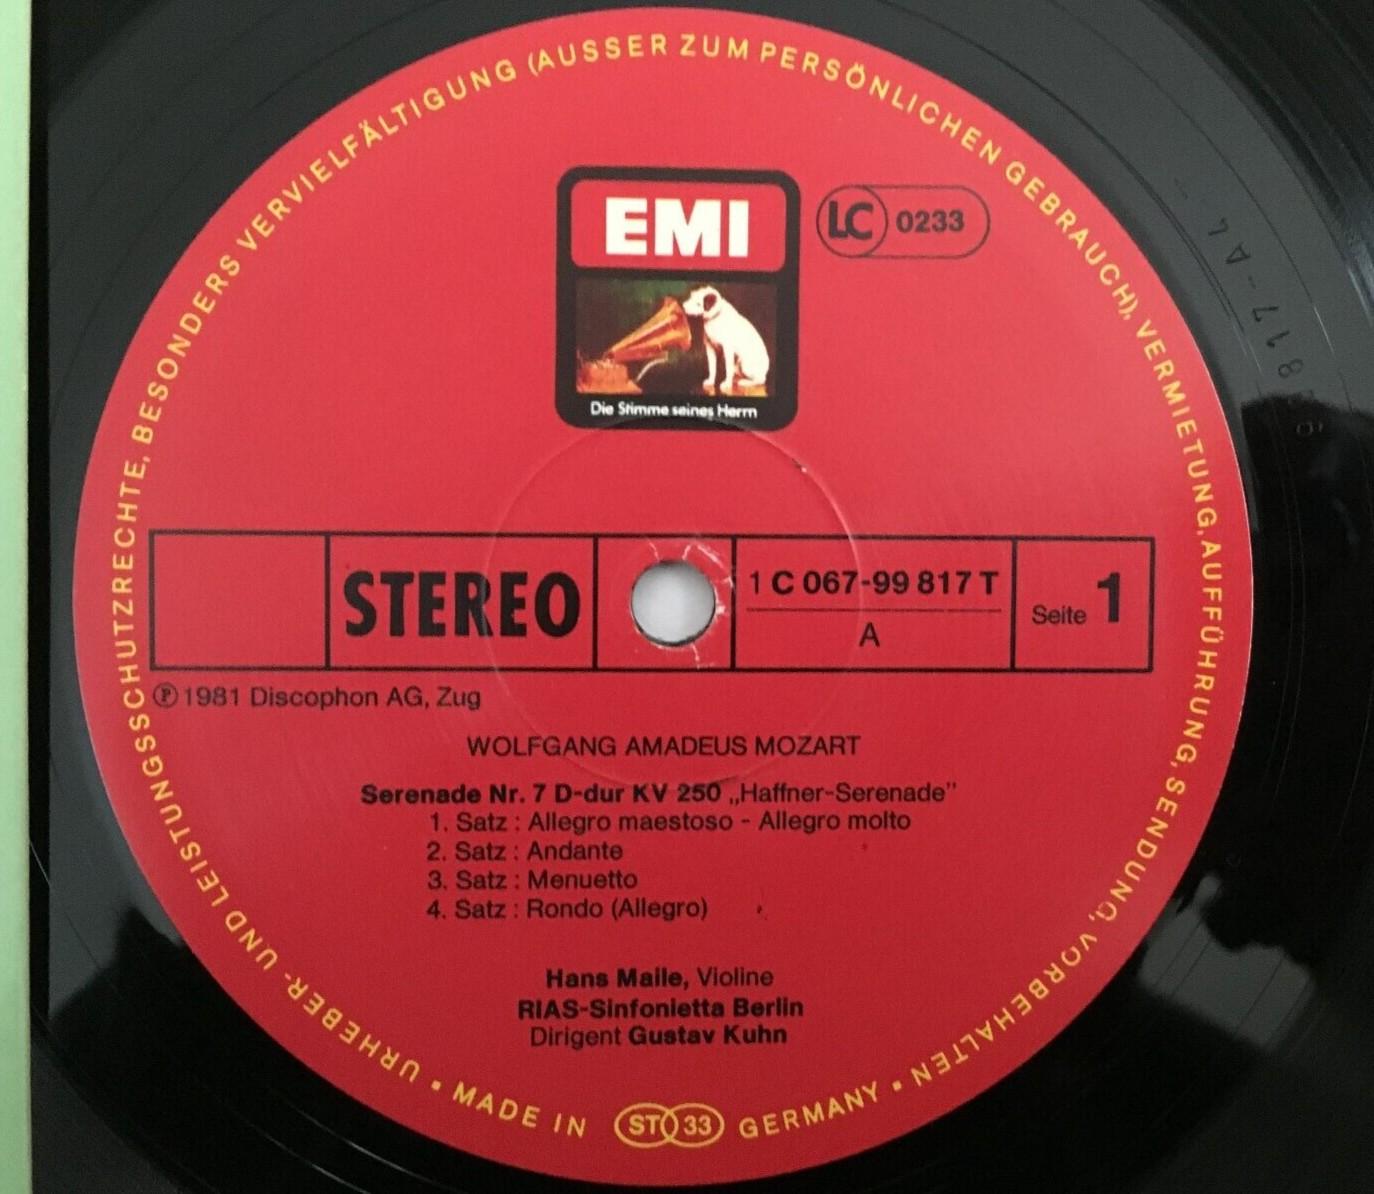 URHEBER- UND LEISTUNGSSCHUTZRECHTE, BESONDERS VERVIELFÄLTIGUNG (AUSSER ZUM PERSÖNLICHEN GEBRAUCH), VERMIETUNG, AUFFÜHRUNG, SENDUNG, VORBEHALTEN ▪
EMI
LC 0233
Die Stimme seines Herrn
STEREO
1 C 067-99 817 T
A
Seite 1
Ⓟ 1981 Discophon AG, Zug
WOLFGANG AMADEUS MOZART
Serenade Nr. 7 D-dur KV 250 „Haffner-Serenade”
1. Satz : Allegro maestoso - Allegro molto
2. Satz : Andante
3. Satz : Menuetto
4. Satz : Rondo (Allegro)
Hans Maile, Violine
RIAS-Sinfonietta Berlin
Dirigent Gustav Kuhn
▪ MADE IN ST 33 GERMANY